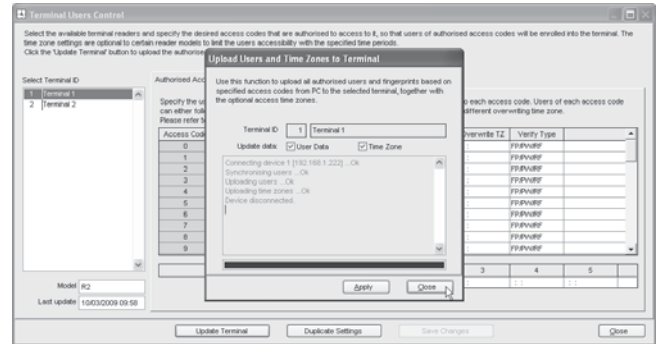 Terminal Users Control
Select the available terminal readers and specify the desired access codes that are authorised to access to it, so that users of authorised access codes will be enrolled into the terminal. The
time zone settings are optional to certain reader models to limit the users accessibility with the specified time periods.
Click the 'Update Terminal' button to upload the authorise
Select Terminal ID
1 Terminal 1
2 Terminal 2
Model R2
Last update 10/03/2009 09:58
Authorised Acc
Specify the us
can either foll
Please refer t
o each access code. Users of each access code
different overwriting time zone.
Access Cod
Overwrite TZ Verify Type
0 : FP/PW/RF
1 : FP/PW/RF
2 : FP/PW/RF
3 : FP/PW/RF
4 : FP/PW/RF
5 : FP/PW/RF
6 : FP/PW/RF
7 : FP/PW/RF
8 : FP/PW/RF
9 : FP/PW/RF
3 4 5
: : : : :
Upload Users and Time Zones to Terminal
Use this function to upload all authorised users and fingerprints based on
specified access codes from PC to the selected terminal, together with
the optional access time zones.
Terminal ID 1 Terminal 1
Update data: User Data Time Zone
Connecting device 1 [192.168.1.222] ...Ok
Synchronising users ...Ok
Uploading users ...Ok
Uploading time zones ...Ok
Device disconnected.
Apply Close
Update Terminal Duplicate Settings Save Changes Close